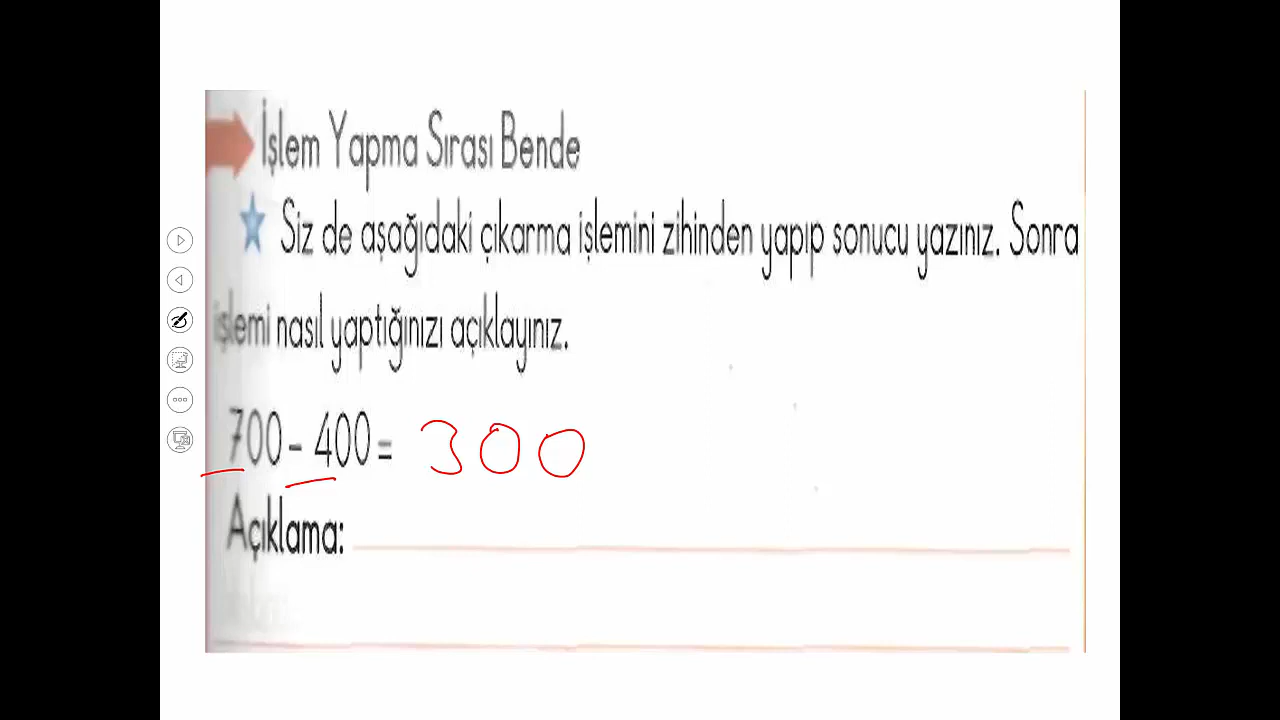 İşlem Yapma Sırası Bende
Siz de aşağıdaki çıkarma işlemini zihinden yapıp sonucu yazınız. Sonra
işlemi nasıl yaptığınızı açıklayınız.
700 - 400 = 300
Açıklama: